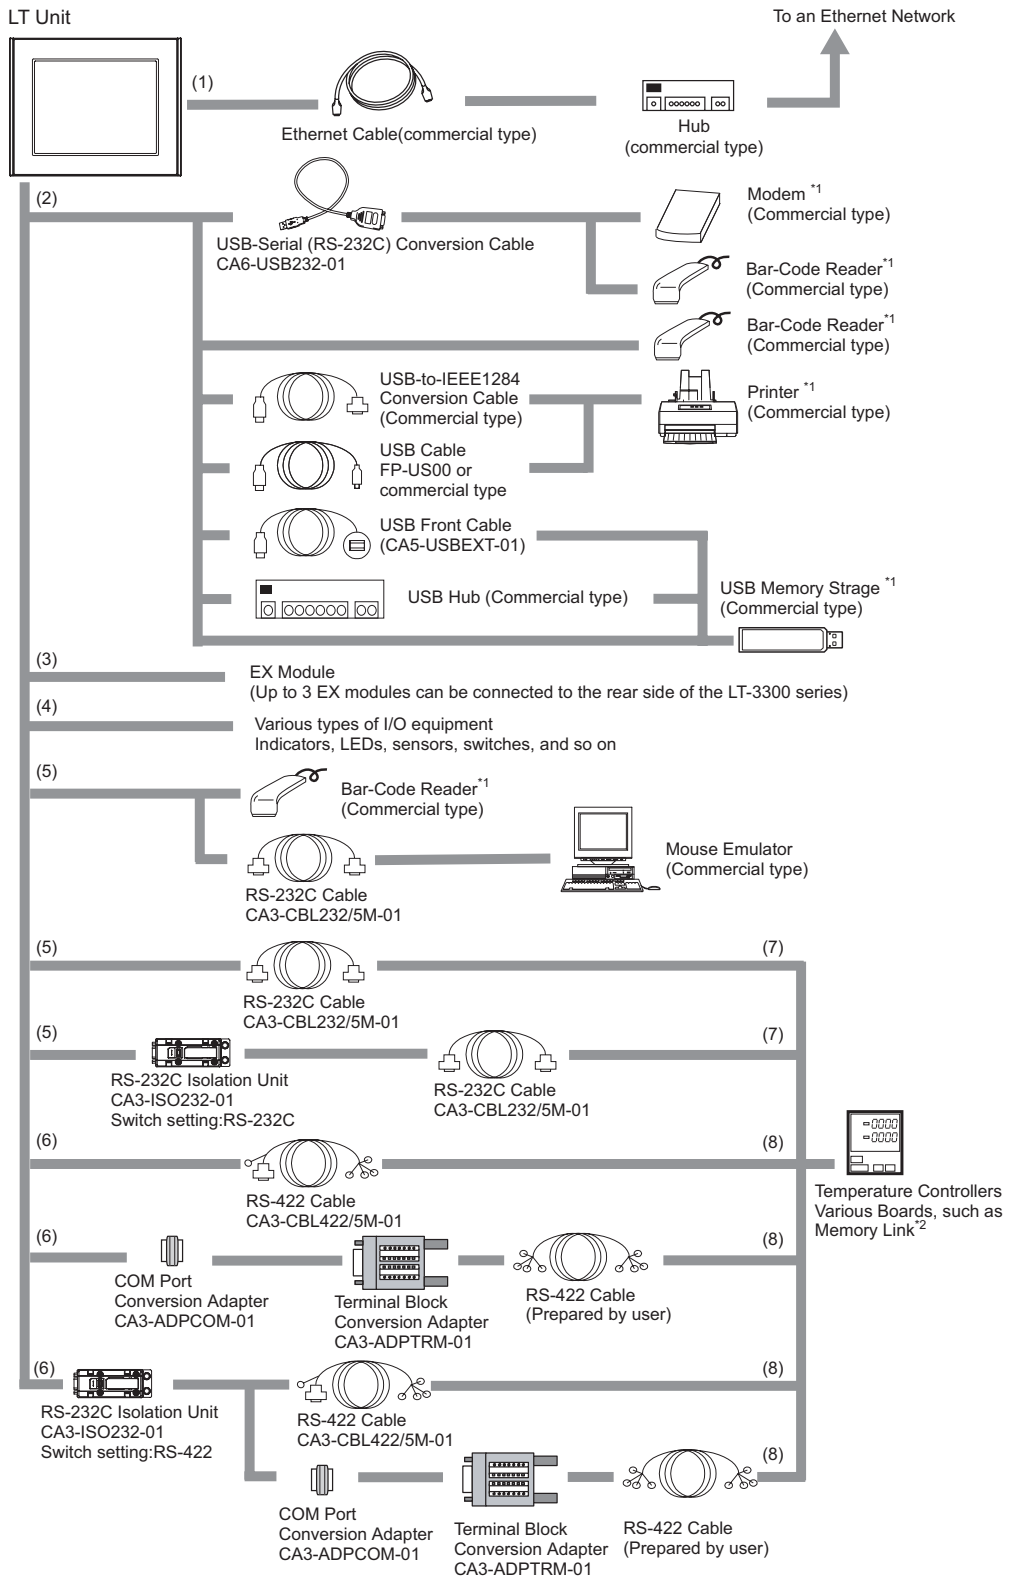 LT Unit
To an Ethernet Network
(1)
Ethernet Cable(commercial type)
Hub
(commercial type)
(2)
USB-Serial (RS-232C) Conversion Cable
CA6-USB232-01
Modem *1
(Commercial type)
Bar-Code Reader*1
(Commercial type)
Bar-Code Reader*1
(Commercial type)
USB-to-IEEE1284
Conversion Cable
(Commercial type)
Printer *1
(Commercial type)
USB Cable
FP-US00 or
commercial type
USB Front Cable
(CA5-USBEXT-01)
USB Hub (Commercial type)
USB Memory Strage *1
(Commercial type)
(3)
EX Module
(Up to 3 EX modules can be connected to the rear side of the LT-3300 series)
(4)
Various types of I/O equipment
Indicators, LEDs, sensors, switches, and so on
(5)
Bar-Code Reader*1
(Commercial type)
Mouse Emulator
(Commercial type)
RS-232C Cable
CA3-CBL232/5M-01
(5)
(7)
RS-232C Cable
CA3-CBL232/5M-01
(5)
(7)
RS-232C Isolation Unit
CA3-ISO232-01
Switch setting:RS-232C
RS-232C Cable
CA3-CBL232/5M-01
(6)
(8)
RS-422 Cable
CA3-CBL422/5M-01
Temperature Controllers
Various Boards, such as
Memory Link*2
(6)
(8)
COM Port
Conversion Adapter
CA3-ADPCOM-01
Terminal Block
Conversion Adapter
CA3-ADPTRM-01
RS-422 Cable
(Prepared by user)
(6)
(8)
RS-232C Isolation Unit
CA3-ISO232-01
Switch setting:RS-422
RS-422 Cable
CA3-CBL422/5M-01
(8)
COM Port
Conversion Adapter
CA3-ADPCOM-01
Terminal Block
Conversion Adapter
CA3-ADPTRM-01
RS-422 Cable
(Prepared by user)